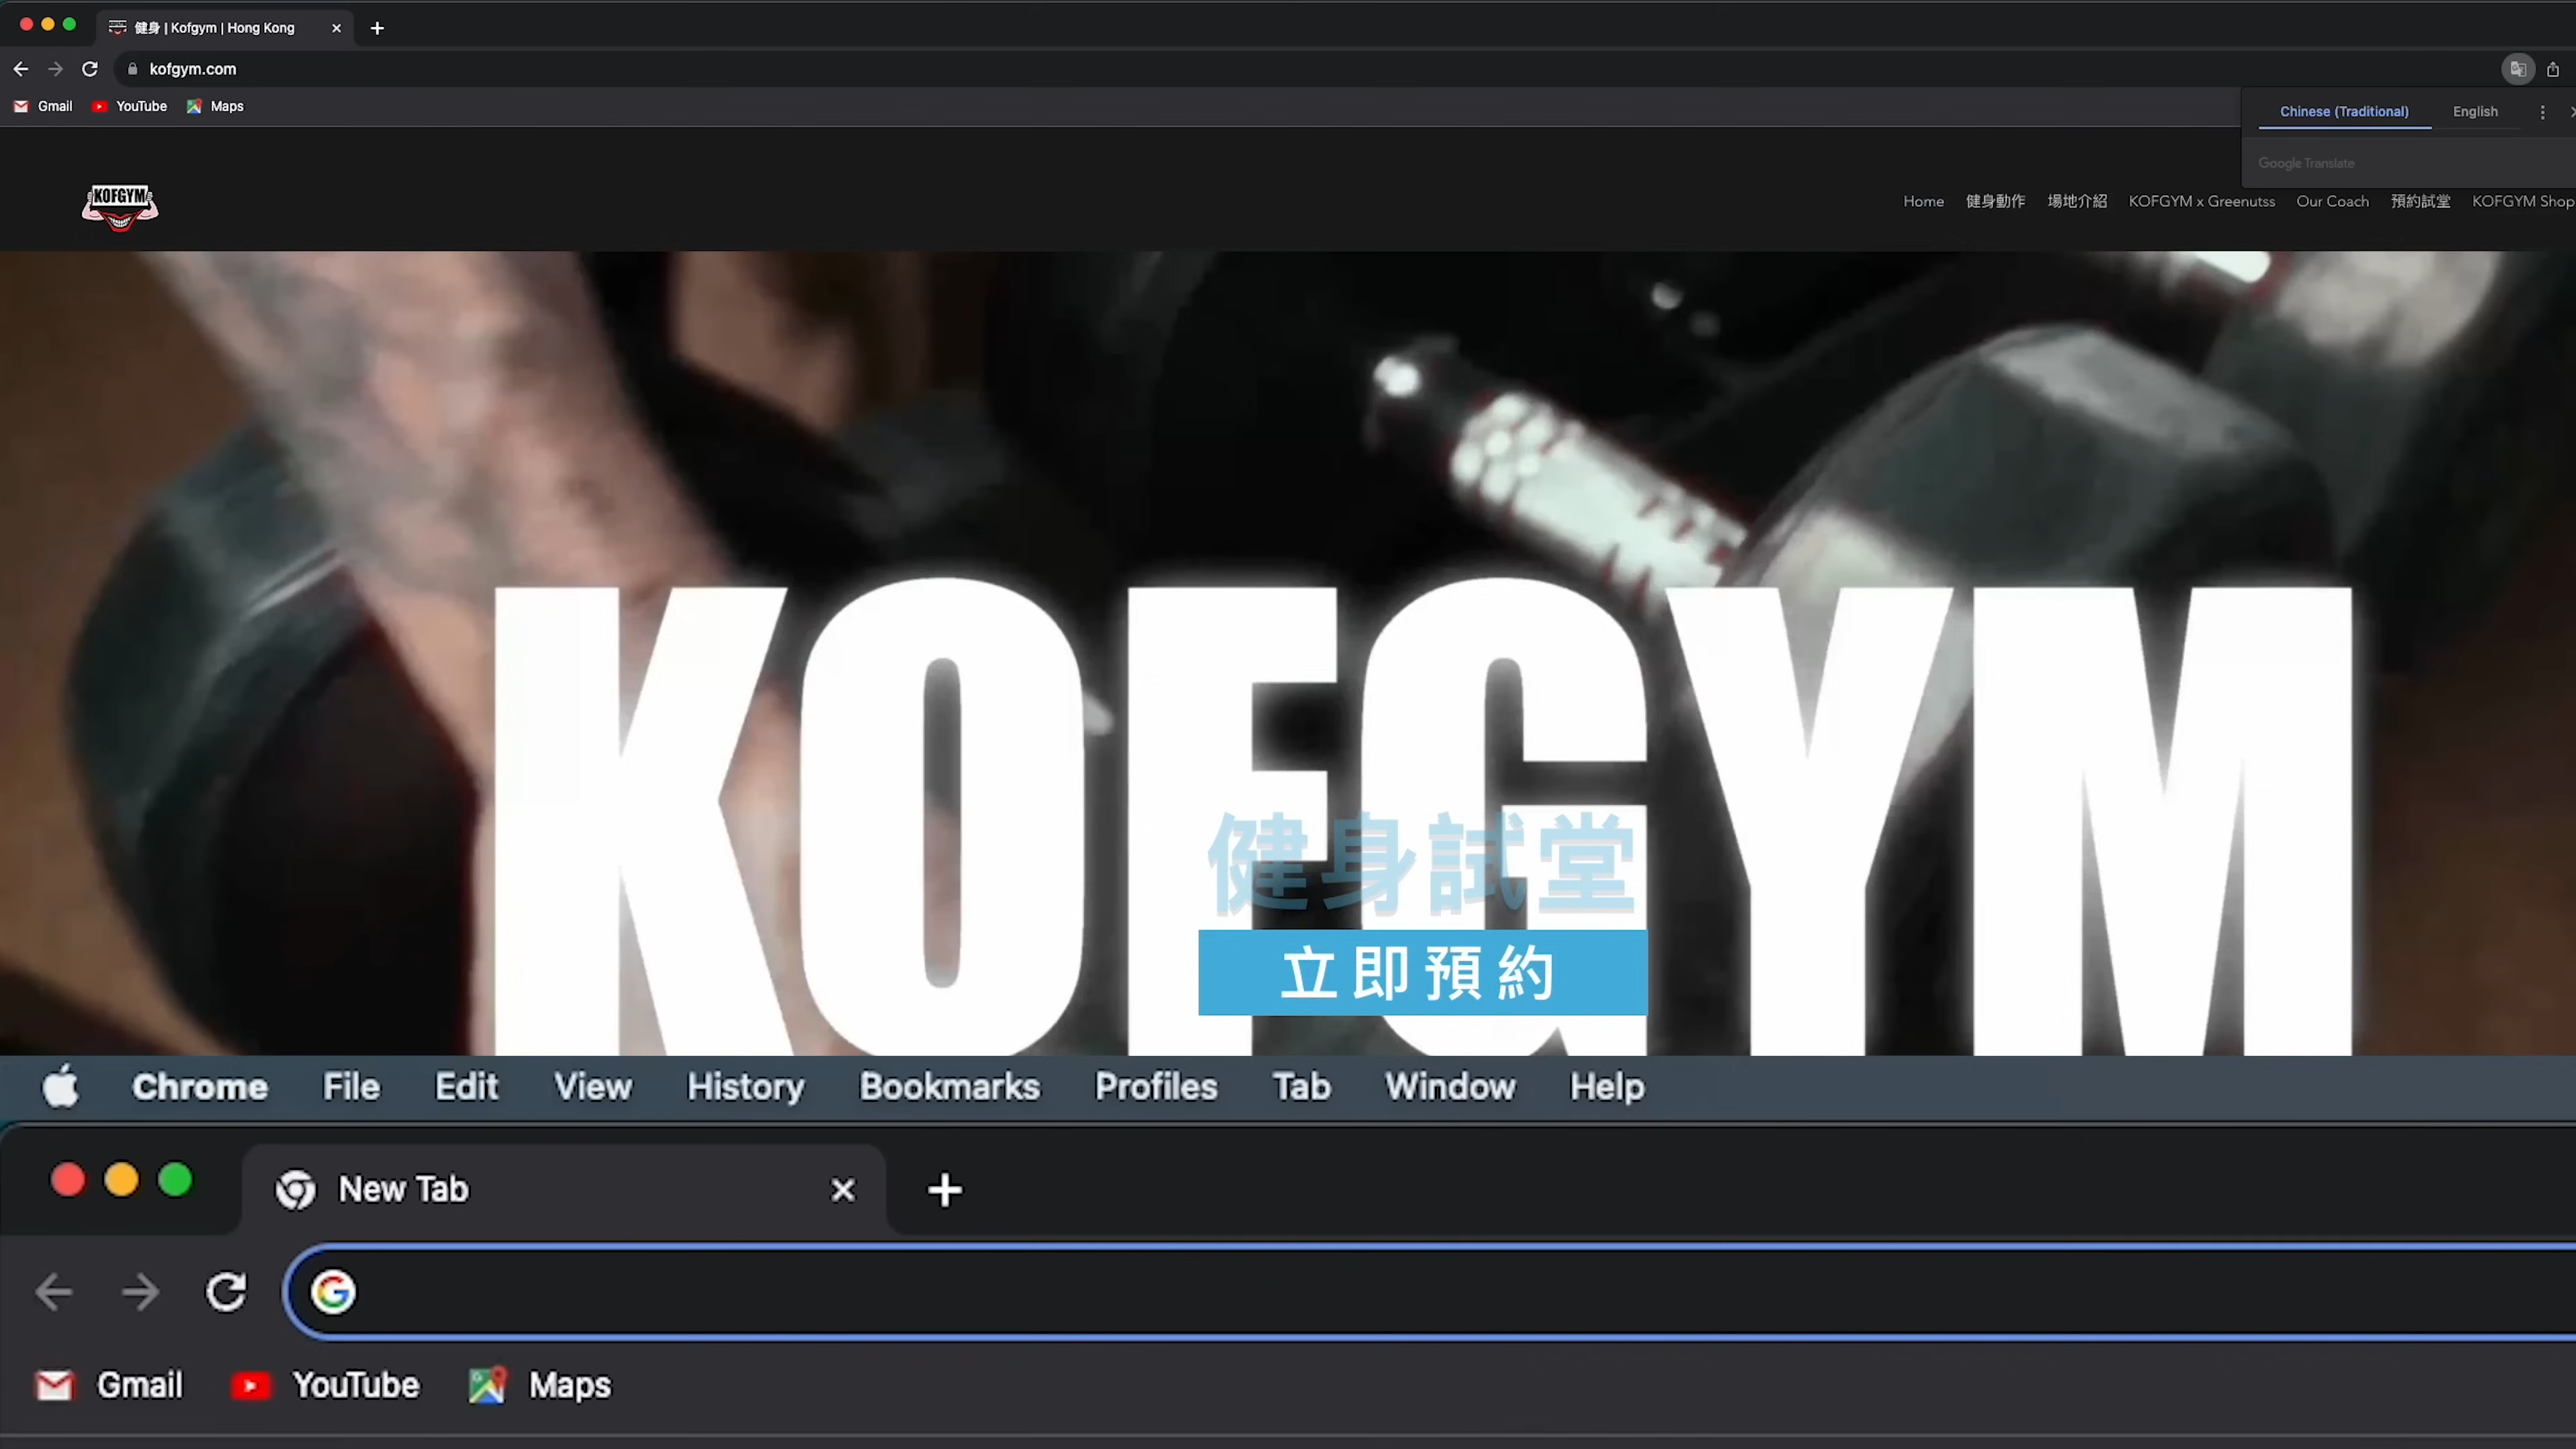 健身 | Kofgym | Hong Kong
kofgym.com
Gmail YouTube Maps
Chinese (Traditional) English
Google Translate
KOFGYM
Home 健身動作 場地介紹 KOFGYM x Greenutss Our Coach 預約試堂 KOFGYM Shop
KOFGYM
健身試堂
立即預約
Chrome File Edit View History Bookmarks Profiles Tab Window Help
New Tab
Gmail YouTube Maps